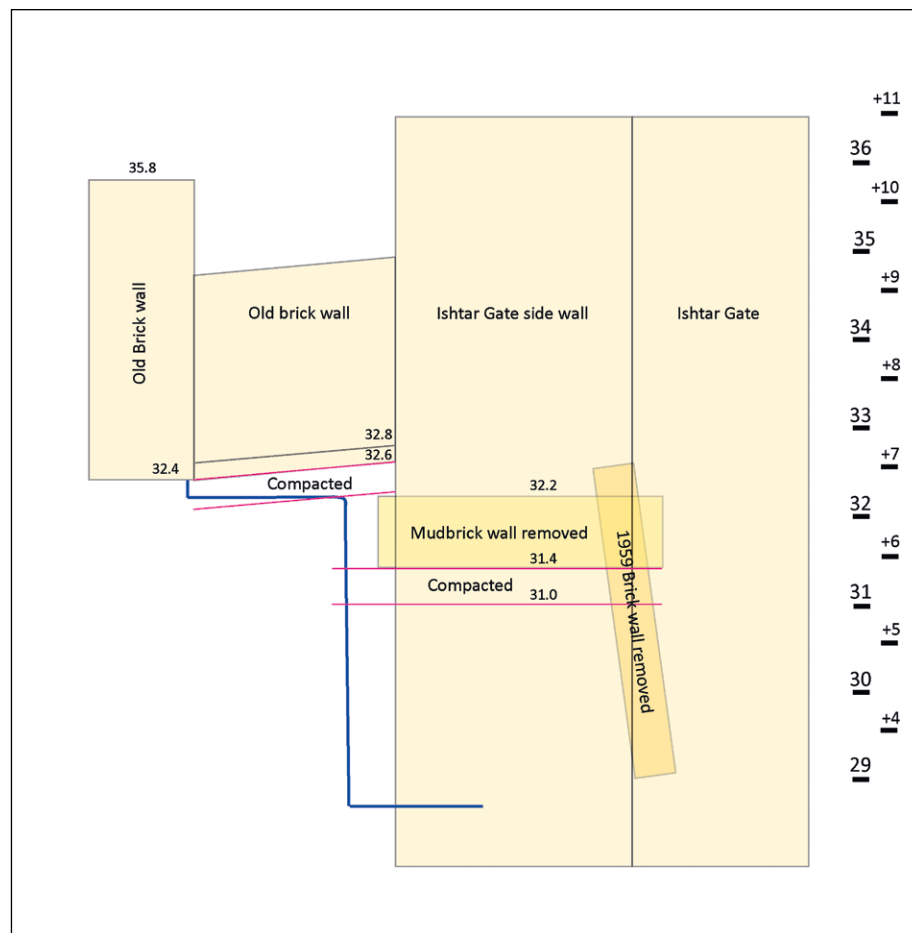 +11
36
35.8
+10
35
+9
Old Brick wall
Old brick wall
Ishtar Gate side wall
Ishtar Gate
34
+8
33
32.8
32.6
32.4
+7
Compacted
32.2
32
Mudbrick wall removed
1959 Brick wall removed
31.4
+6
Compacted
31.0
31
+5
30
+4
29